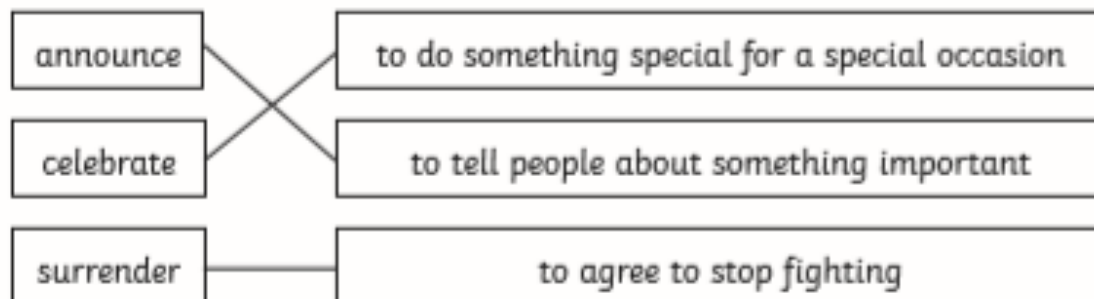 announce
to do something special for a special occasion
celebrate
to tell people about something important
surrender
to agree to stop fighting